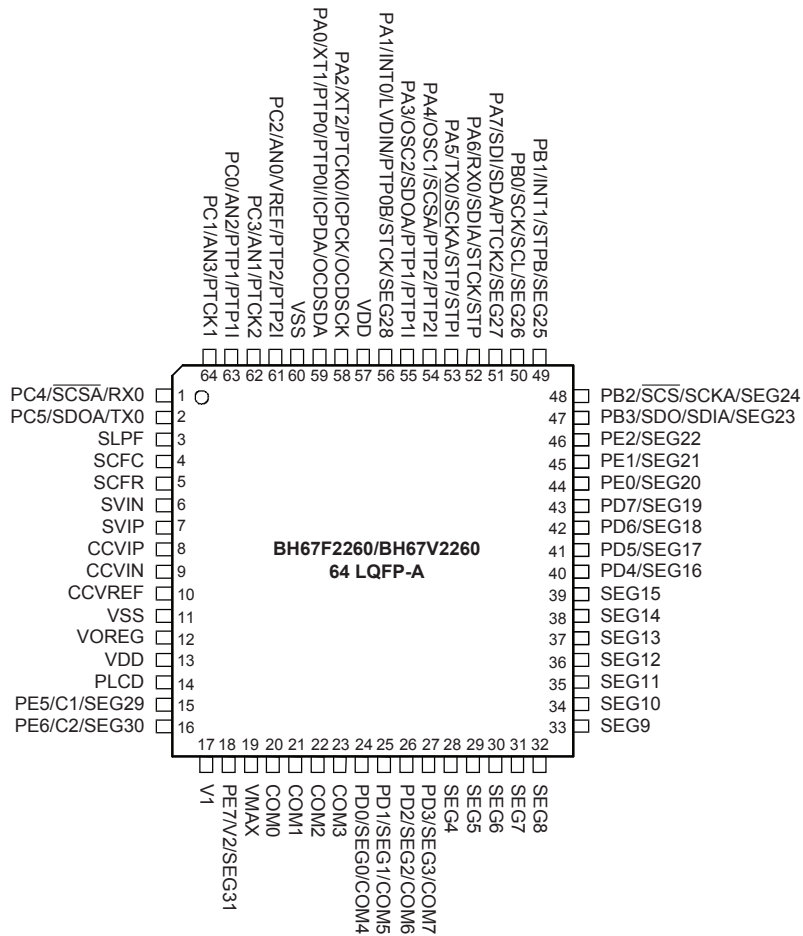 PC1/AN3/PTCK1
PC0/AN2/PTP1/PTP1I
PC3/AN1/PTCK2
PC2/AN0/VREF/PTP2/PTP2I
VSS
PA0/XT1/PTP0/PTP0I/ICPDA/OCDSDA
PA2/XT2/PTCK0/ICPCK/OCDSCK
VDD
PA1/INT0/LVDIN/PTP0B/STCK/SEG28
PA3/OSC2/SDOA/PTP1/PTP1I
PA4/OSC1/SCSA/PTP2/PTP2I
PA5/TX0/SCKA/STP/STPI
PA6/RX0/SDIA/STCK/STP
PA7/SDI/SDA/PTCK2/SEG27
PB0/SCK/SCL/SEG26
PB1/INT1/STPB/SEG25
64 63 62 61 60 59 58 57 56 55 54 53 52 51 50 49
PC4/SCSA/RX0 1
PC5/SDOA/TX0 2
SLPF 3
SCFC 4
SCFR 5
SVIN 6
SVIP 7
CCVIP 8
CCVIN 9
CCVREF 10
VSS 11
VOREG 12
VDD 13
PLCD 14
PE5/C1/SEG29 15
PE6/C2/SEG30 16
BH67F2260/BH67V2260
64 LQFP-A
48 PB2/SCS/SCKA/SEG24
47 PB3/SDO/SDIA/SEG23
46 PE2/SEG22
45 PE1/SEG21
44 PE0/SEG20
43 PD7/SEG19
42 PD6/SEG18
41 PD5/SEG17
40 PD4/SEG16
39 SEG15
38 SEG14
37 SEG13
36 SEG12
35 SEG11
34 SEG10
33 SEG9
17 18 19 20 21 22 23 24 25 26 27 28 29 30 31 32
V1
PE7/V2/SEG31
VMAX
COM0
COM1
COM2
COM3
PD0/SEG0/COM4
PD1/SEG1/COM5
PD2/SEG2/COM6
PD3/SEG3/COM7
SEG4
SEG5
SEG6
SEG7
SEG8